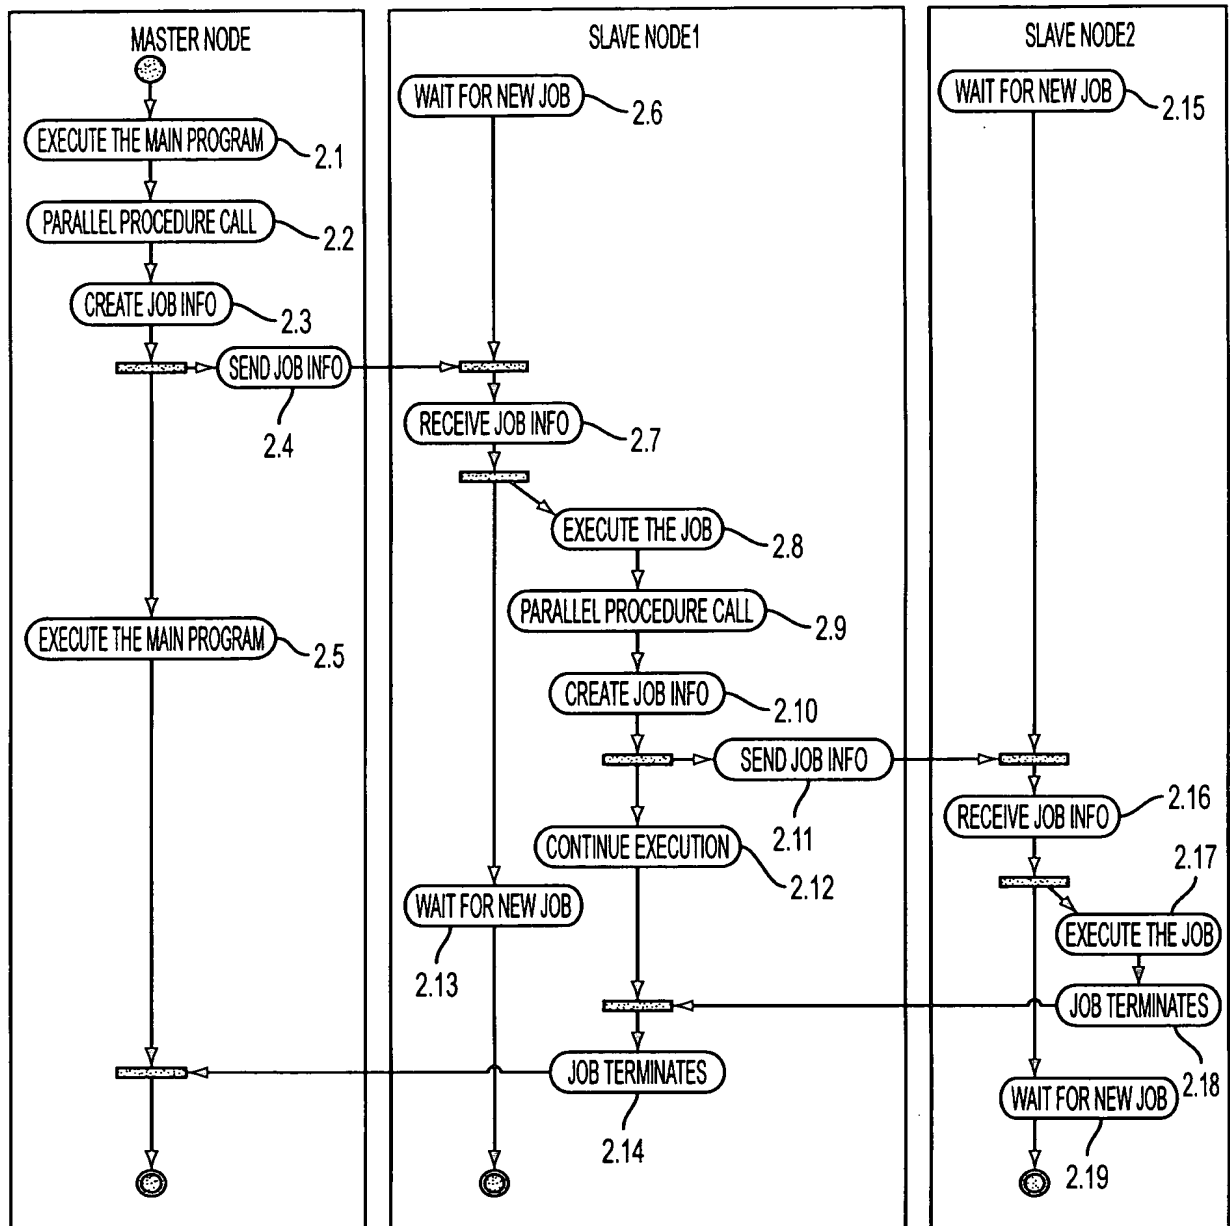 MASTER NODE
EXECUTE THE MAIN PROGRAM
2.1
PARALLEL PROCEDURE CALL
2.2
CREATE JOB INFO
2.3
SEND JOB INFO
2.4
EXECUTE THE MAIN PROGRAM
2.5
SLAVE NODE1
WAIT FOR NEW JOB
2.6
RECEIVE JOB INFO
2.7
EXECUTE THE JOB
2.8
PARALLEL PROCEDURE CALL
2.9
CREATE JOB INFO
2.10
SEND JOB INFO
2.11
CONTINUE EXECUTION
2.12
WAIT FOR NEW JOB
2.13
JOB TERMINATES
2.14
SLAVE NODE2
WAIT FOR NEW JOB
2.15
RECEIVE JOB INFO
2.16
2.17
EXECUTE THE JOB
JOB TERMINATES
2.18
WAIT FOR NEW JOB
2.19